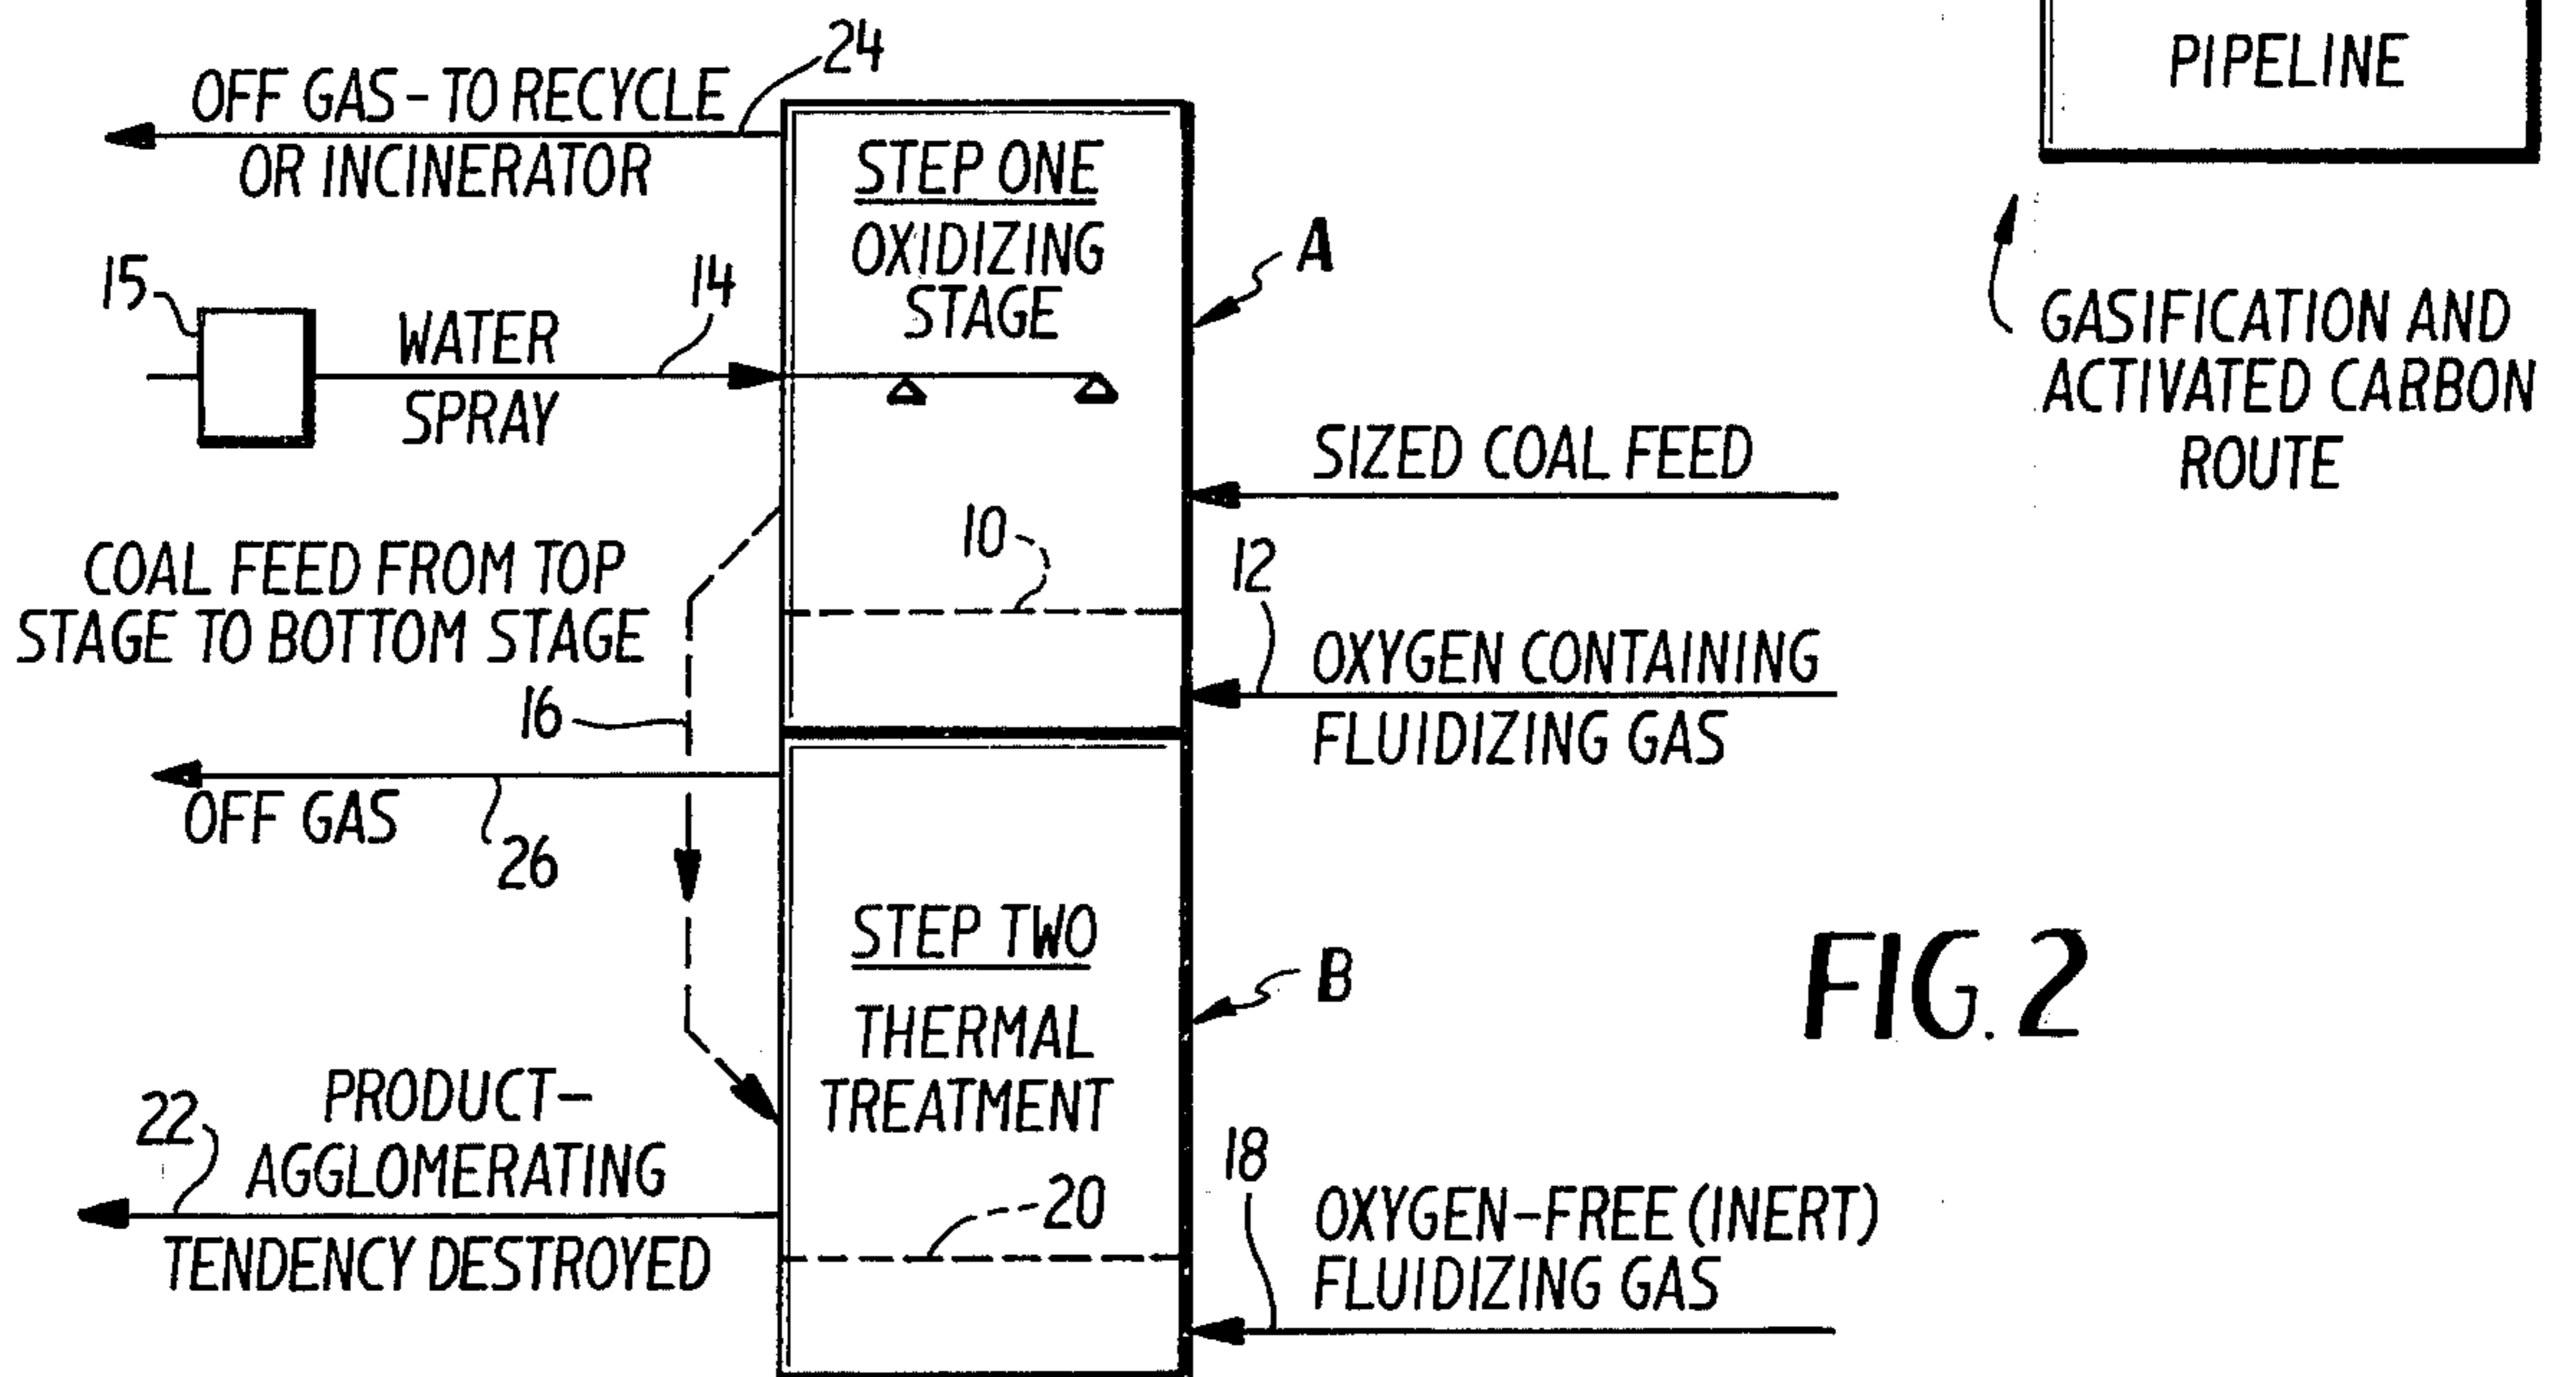 PIPELINE
GASIFICATION AND
ACTIVATED CARBON
ROUTE
24
OFF GAS-TO RECYCLE
OR INCINERATOR
STEP ONE
OXIDIZING
STAGE
A
15
WATER
SPRAY
14
SIZED COAL FEED
10
12
COAL FEED FROM TOP
STAGE TO BOTTOM STAGE
OXYGEN CONTAINING
FLUIDIZING GAS
16
OFF GAS
26
STEP TWO
THERMAL
TREATMENT
B
FIG. 2
22
PRODUCT-
AGGLOMERATING
TENDENCY DESTROYED
20
18
OXYGEN-FREE (INERT)
FLUIDIZING GAS